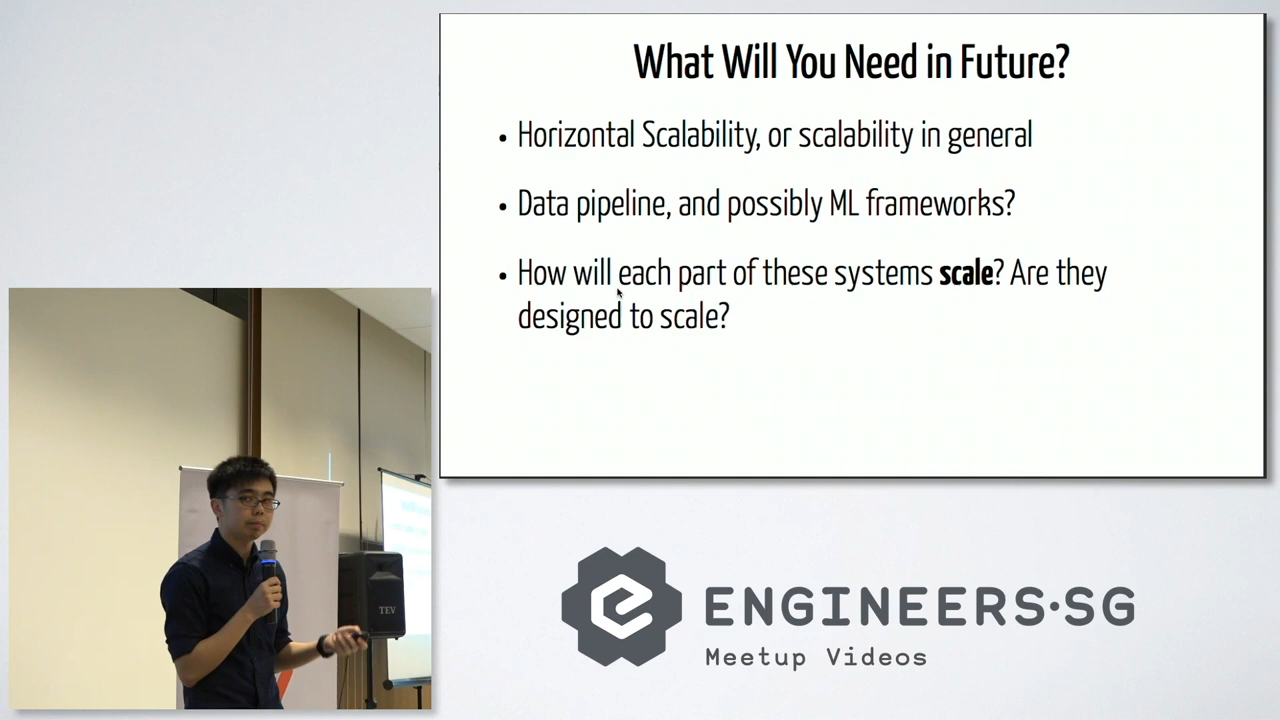 What Will You Need in Future?
• Horizontal Scalability, or scalability in general
• Data pipeline, and possibly ML frameworks?
• How will each part of these systems scale? Are they
designed to scale?
TEV
ENGINEERS·SG
Meetup Videos